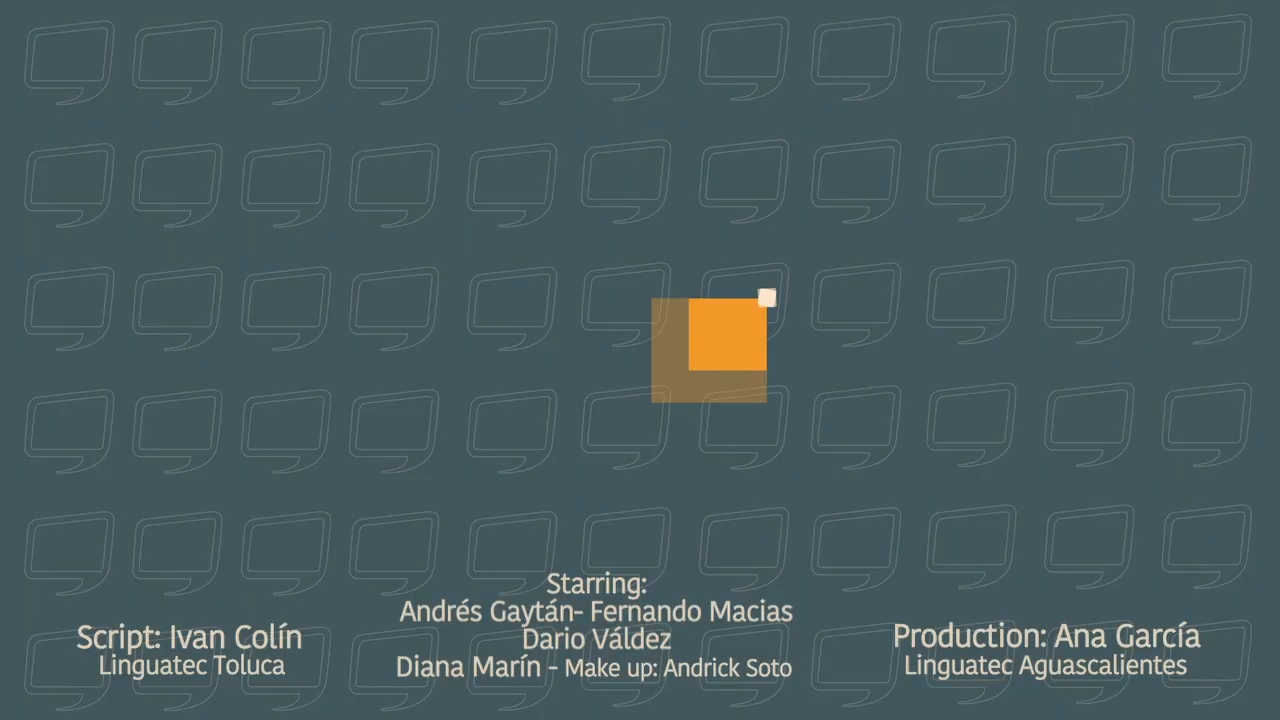 Script: Ivan Colín
Linguatec Toluca
Starring:
Andrés Gaytán- Fernando Macias
Dario Váldez
Diana Marín - Make up: Andrick Soto
Production: Ana García
Linguatec Aguascalientes